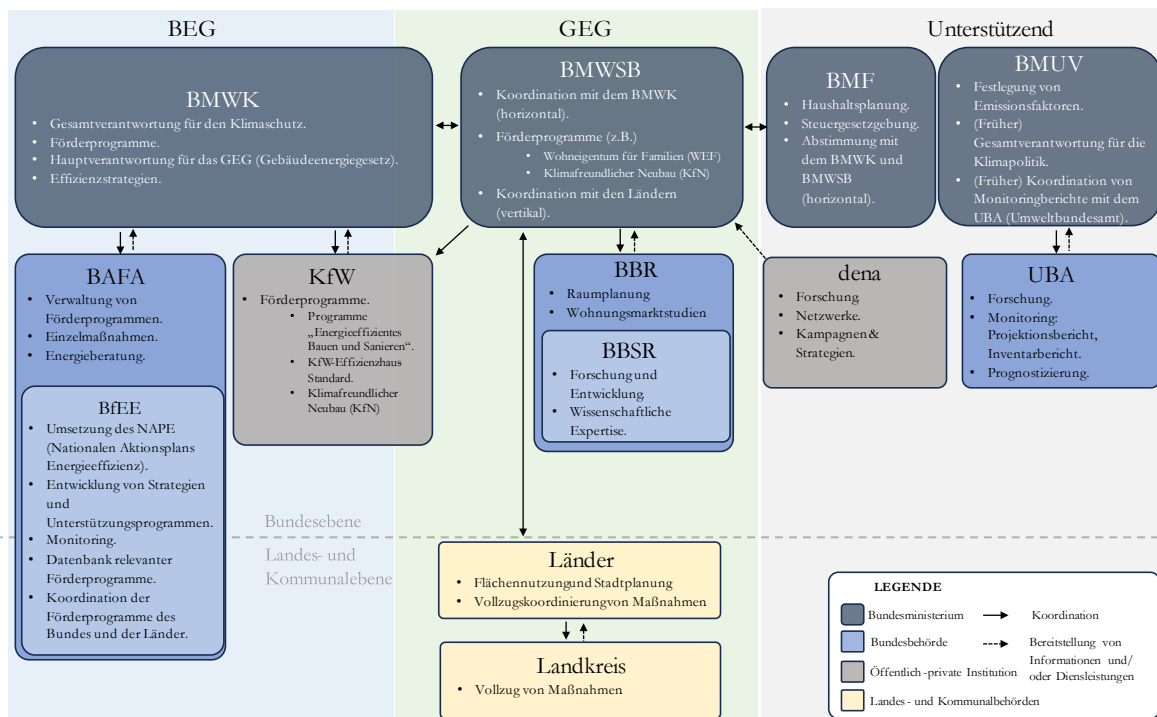 BEG
GEG
Unterstützend
BMWK
Gesamtverantwortung für den Klimaschutz.
Förderprogramme.
Hauptverantwortung für das GEG (Gebäudeenergiegesetz).
Effizienzstrategien.
BMWSB
Koordination mit dem BMWK
(horizontal).
Förderprogramme (z.B.)
Wohneigentum für Familien (WEF)
Klimafreundlicher Neubau (KfN)
Koordination mit den Ländern
(vertikal).
BMF
Haushaltsplanung.
Steuergesetzgebung.
Abstimmung mit
dem BMWK und
BMWSB
(horizontal).
BMUV
Festlegung von
Emissionsfaktoren.
(Früher)
Gesamtverantwortung für die
Klimapolitik.
(Früher) Koordination von
Monitoringberichte mit dem
UBA (Umweltbundesamt).
BAFA
Verwaltung von
Förderprogrammen.
Einzelmaßnahmen.
Energieberatung.
BfEE
Umsetzung des NAPE
(Nationalen Aktionsplans
Energieeffizienz).
Entwicklung von Strategien
und
Unterstützungsprogrammen.
Monitoring.
Datenbank relevanter
Förderprogramme.
Koordination der
Förderprogramme des
Bundes und der Länder.
KfW
Förderprogramme.
Programme
„Energieeffizientes
Bauen und Sanieren“.
KfW-Effizienzhaus
Standard.
Klimafreundlicher
Neubau (KfN)
BBR
Raumplanung
Wohnungsmarktstudien
BBSR
Forschung und
Entwicklung.
Wissenschaftliche
Expertise.
dena
Forschung
Netzwerke.
Kampagnen &
Strategien.
UBA
Forschung.
Monitoring:
Projektionsbericht,
Inventarbericht.
Prognostizierung.
Bundesebene
Landes- und
Kommunalebene
Länder
Flächennutzung und Stadtplanung
Vollzugskoordinierung von Maßnahmen
Landkreis
Vollzug von Maßnahmen
LEGENDE
Bundesministerium
Koordination
Bundesbehörde
Bereitstellung von
Informationen und/
oder Diensleistungen
Öffentlich-private Institution
Landes- und Kommunalbehörden